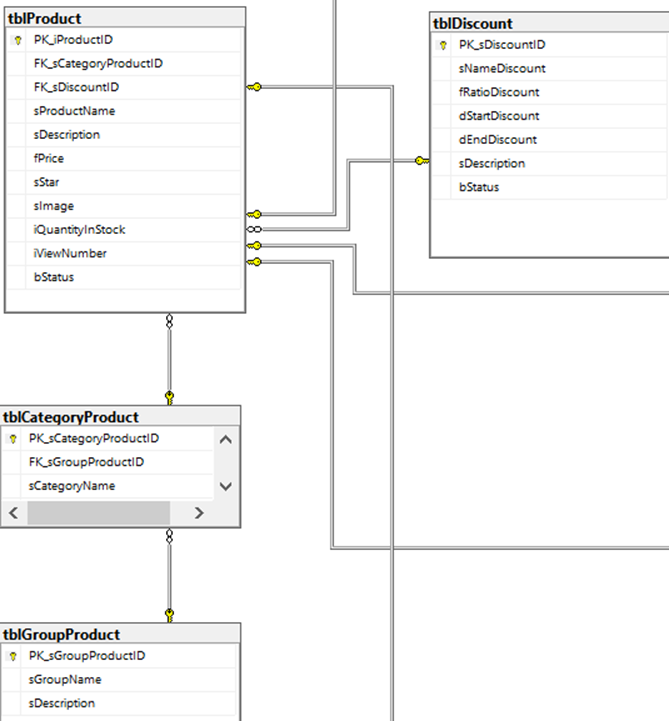 tblProduct
PK_iProductID
FK_sCategoryProductID
FK_sDiscountID
sProductName
sDescription
fPrice
sStar
sImage
iQuantityInStock
iViewNumber
bStatus
tblDiscount
PK_sDiscountID
sNameDiscount
fRatioDiscount
dStartDiscount
dEndDiscount
sDescription
bStatus
tblCategoryProduct
PK_sCategoryProductID
FK_sGroupProductID
sCategoryName
tblGroupProduct
PK_sGroupProductID
sGroupName
sDescription